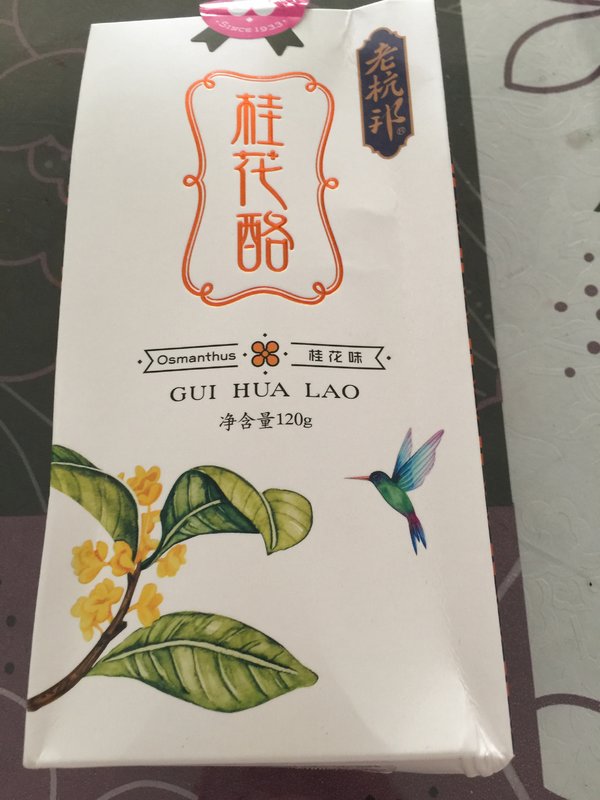 Since 1933
老杭邦®
桂花酪
Osmanthus 桂花味
GUI HUA LAO
净含量120g